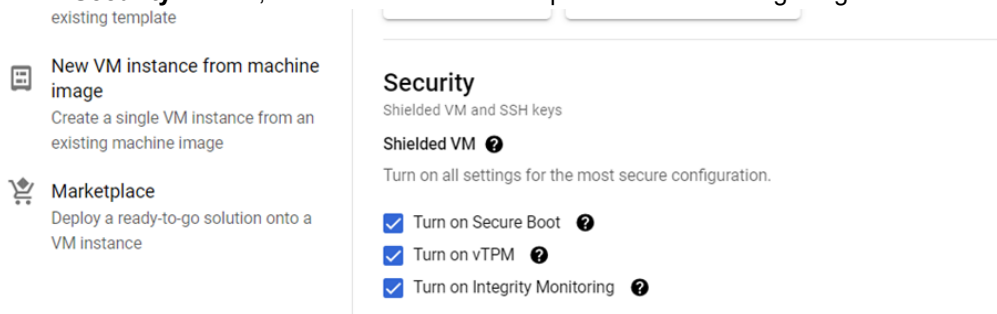 existing template
New VM instance from machine
image
Create a single VM instance from an
existing machine image
Marketplace
Deploy a ready-to-go solution onto a
VM instance
Security
Shielded VM and SSH keys
Shielded VM
Turn on all settings for the most secure configuration.
Turn on Secure Boot
Turn on vTPM
Turn on Integrity Monitoring